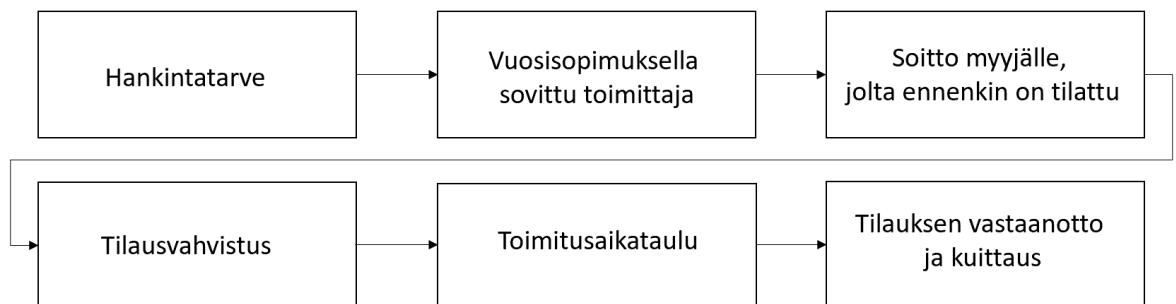 Hankintatarve
Vuosisopimuksella
sovittu toimittaja
Soitto myyjälle,
jolta ennenkin on tilattu
Tilausvahvistus
Toimitusaikataulu
Tilauksen vastaanotto
ja kuittaus